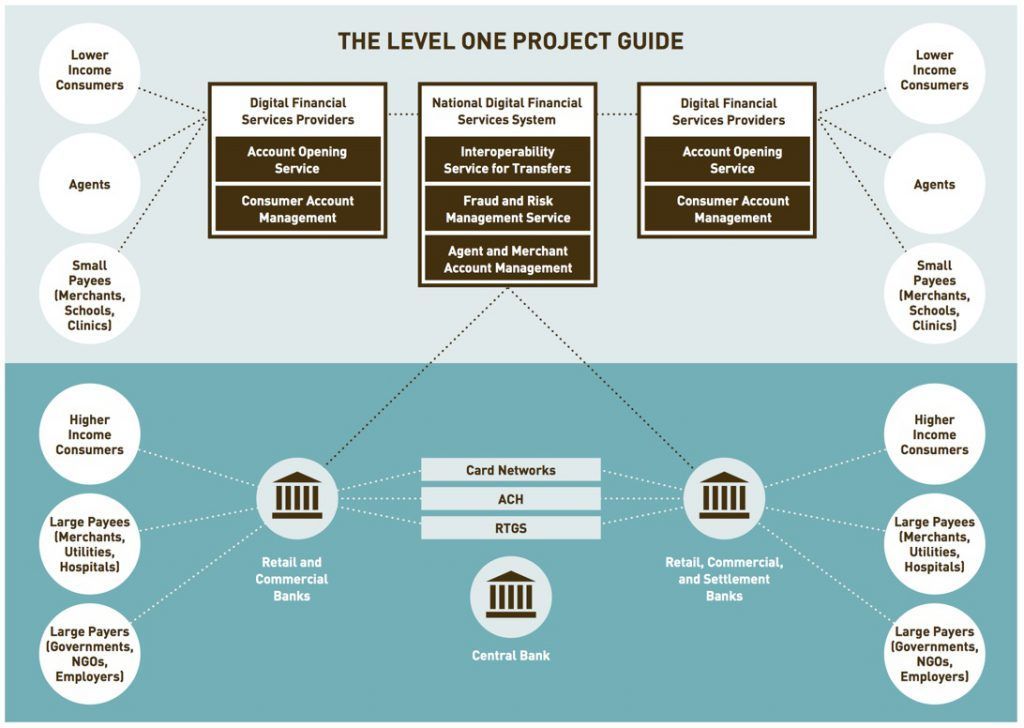 THE LEVEL ONE PROJECT GUIDE
Lower
Income
Consumers
Agents
Small
Payees
(Merchants,
Schools,
Clinics)
Digital Financial
Services Providers
Account Opening
Service
Consumer Account
Management
National Digital Financial
Services System
Interoperability
Service for Transfers
Fraud and Risk
Management Service
Agent and Merchant
Account Management
Digital Financial
Services Providers
Account Opening
Service
Consumer Account
Management
Lower
Income
Consumers
Agents
Small
Payees
(Merchants,
Schools,
Clinics)
Higher
Income
Consumers
Large Payees
(Merchants,
Utilities,
Hospitals)
Large Payers
(Governments,
NGOs,
Employers)
Retail and
Commercial
Banks
Card Networks
ACH
RTGS
Central Bank
Retail, Commercial,
and Settlement
Banks
Higher
Income
Consumers
Large Payees
(Merchants,
Utilities,
Hospitals)
Large Payers
(Governments,
NGOs,
Employers)